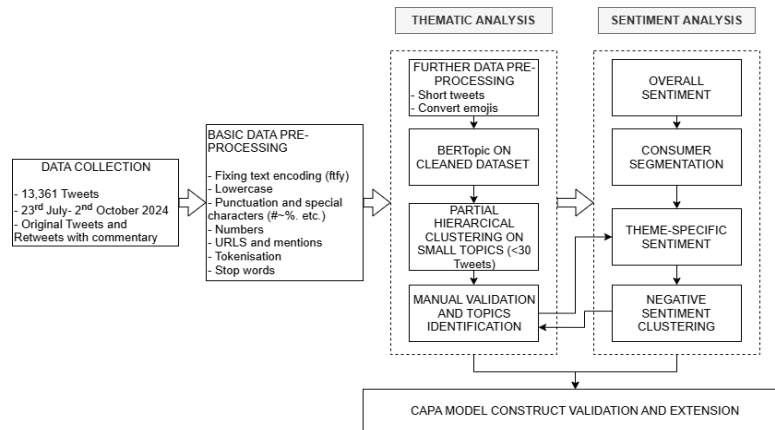 THEMATIC ANALYSIS
SENTIMENT ANALYSIS
DATA COLLECTION
- 13,361 Tweets
- 23rd July- 2nd October 2024
- Original Tweets and
Retweets with commentary
BASIC DATA PRE-
PROCESSING
- Fixing text encoding (ftfy)
- Lowercase
- Punctuation and special
characters (#~%. etc.)
- Numbers
- URLS and mentions
- Tokenisation
- Stop words
FURTHER DATA PRE-
PROCESSING
- Short tweets
- Convert emojis
BERTopic ON
CLEANED DATASET
PARTIAL
HIERARCICAL
CLUSTERING ON
SMALL TOPICS (<30
Tweets)
MANUAL VALIDATION
AND TOPICS
IDENTIFICATION
OVERALL
SENTIMENT
CONSUMER
SEGMENTATION
THEME-SPECIFIC
SENTIMENT
NEGATIVE
SENTIMENT
CLUSTERING
CAPA MODEL CONSTRUCT VALIDATION AND EXTENSION